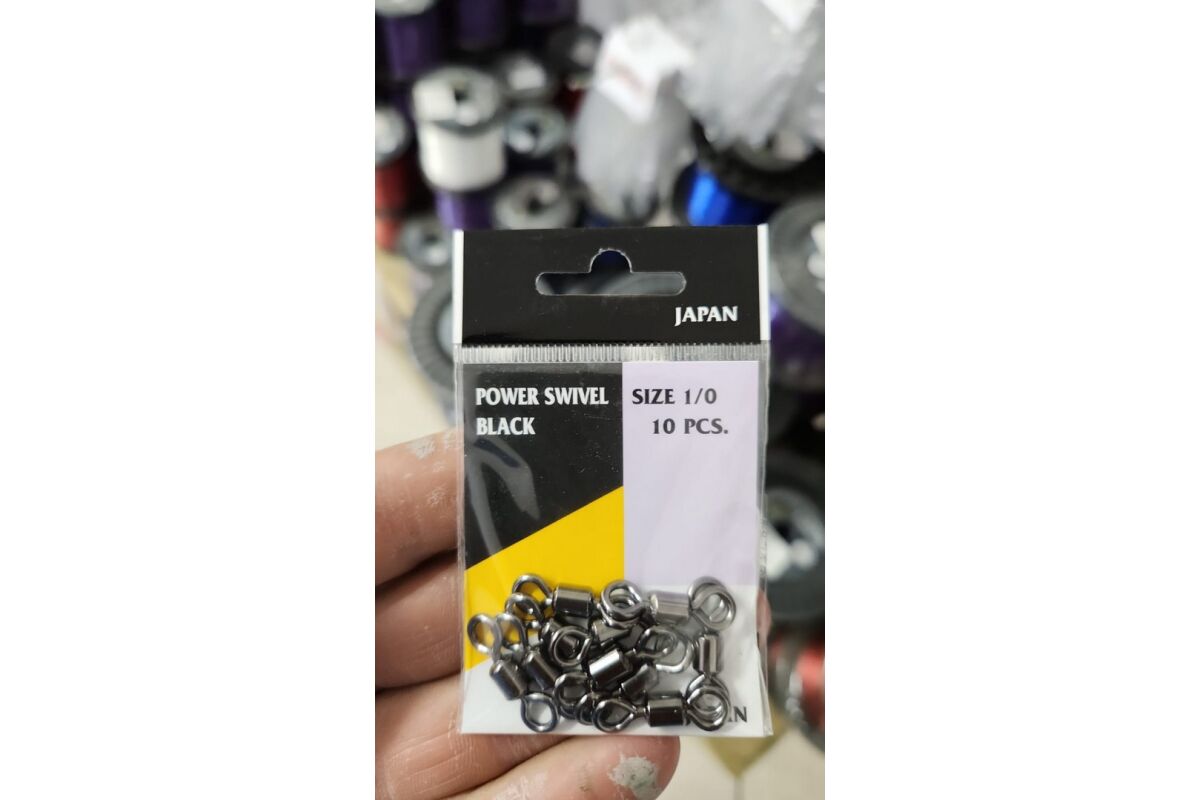 JAPAN
POWER SWIVEL
BLACK
SIZE 1/0
10 PCS.